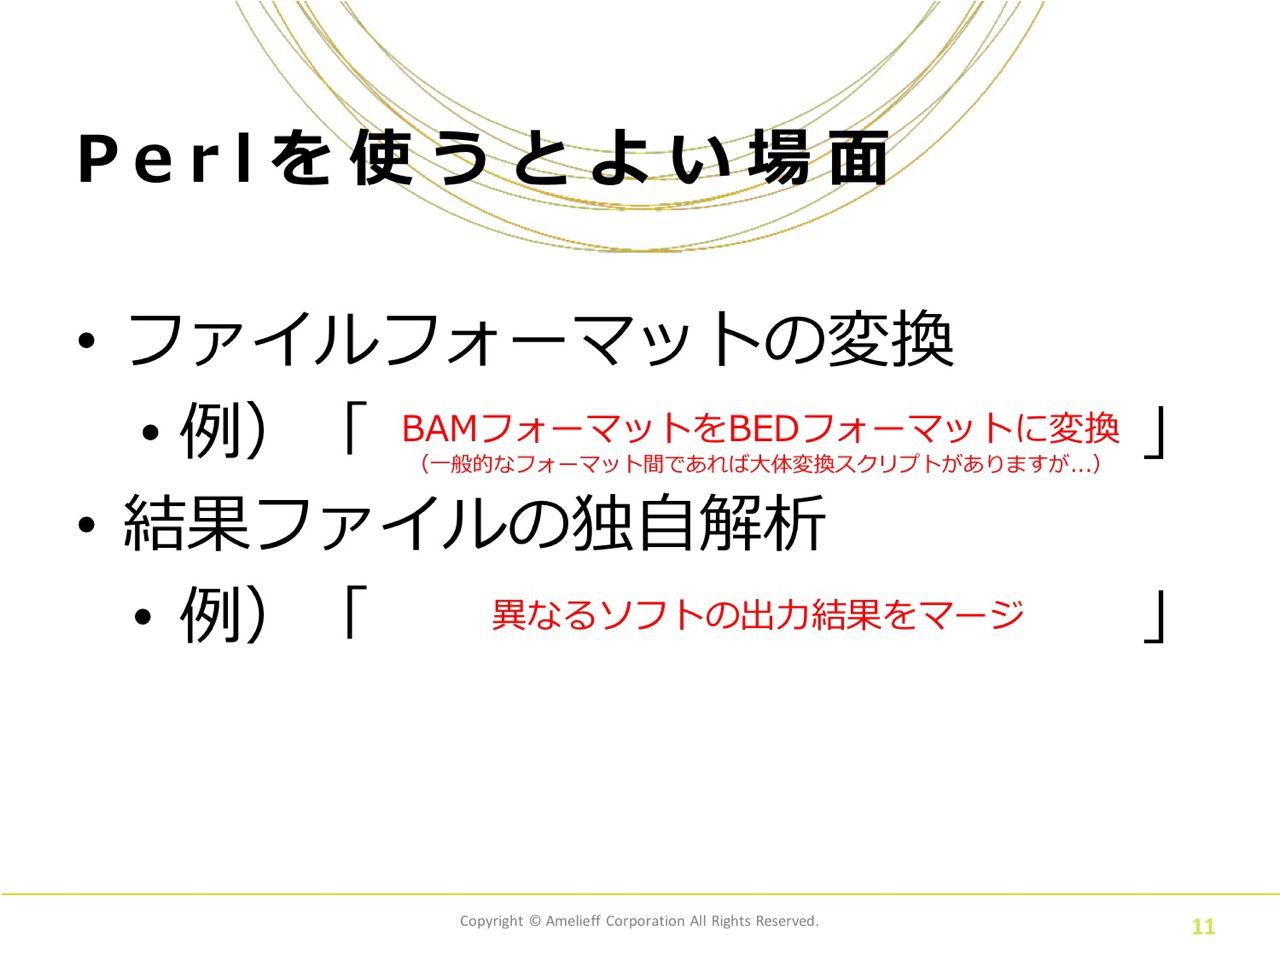 Perlを使うとよい場面
• ファイルフォーマットの変換
• 例）「 BAMフォーマットをBEDフォーマットに変換 」
（一般的なフォーマット間であれば大体変換スクリプトがありますが…）
• 結果ファイルの独自解析
• 例）「 異なるソフトの出力結果をマージ 」
Copyright © Amelieff Corporation All Rights Reserved.
11